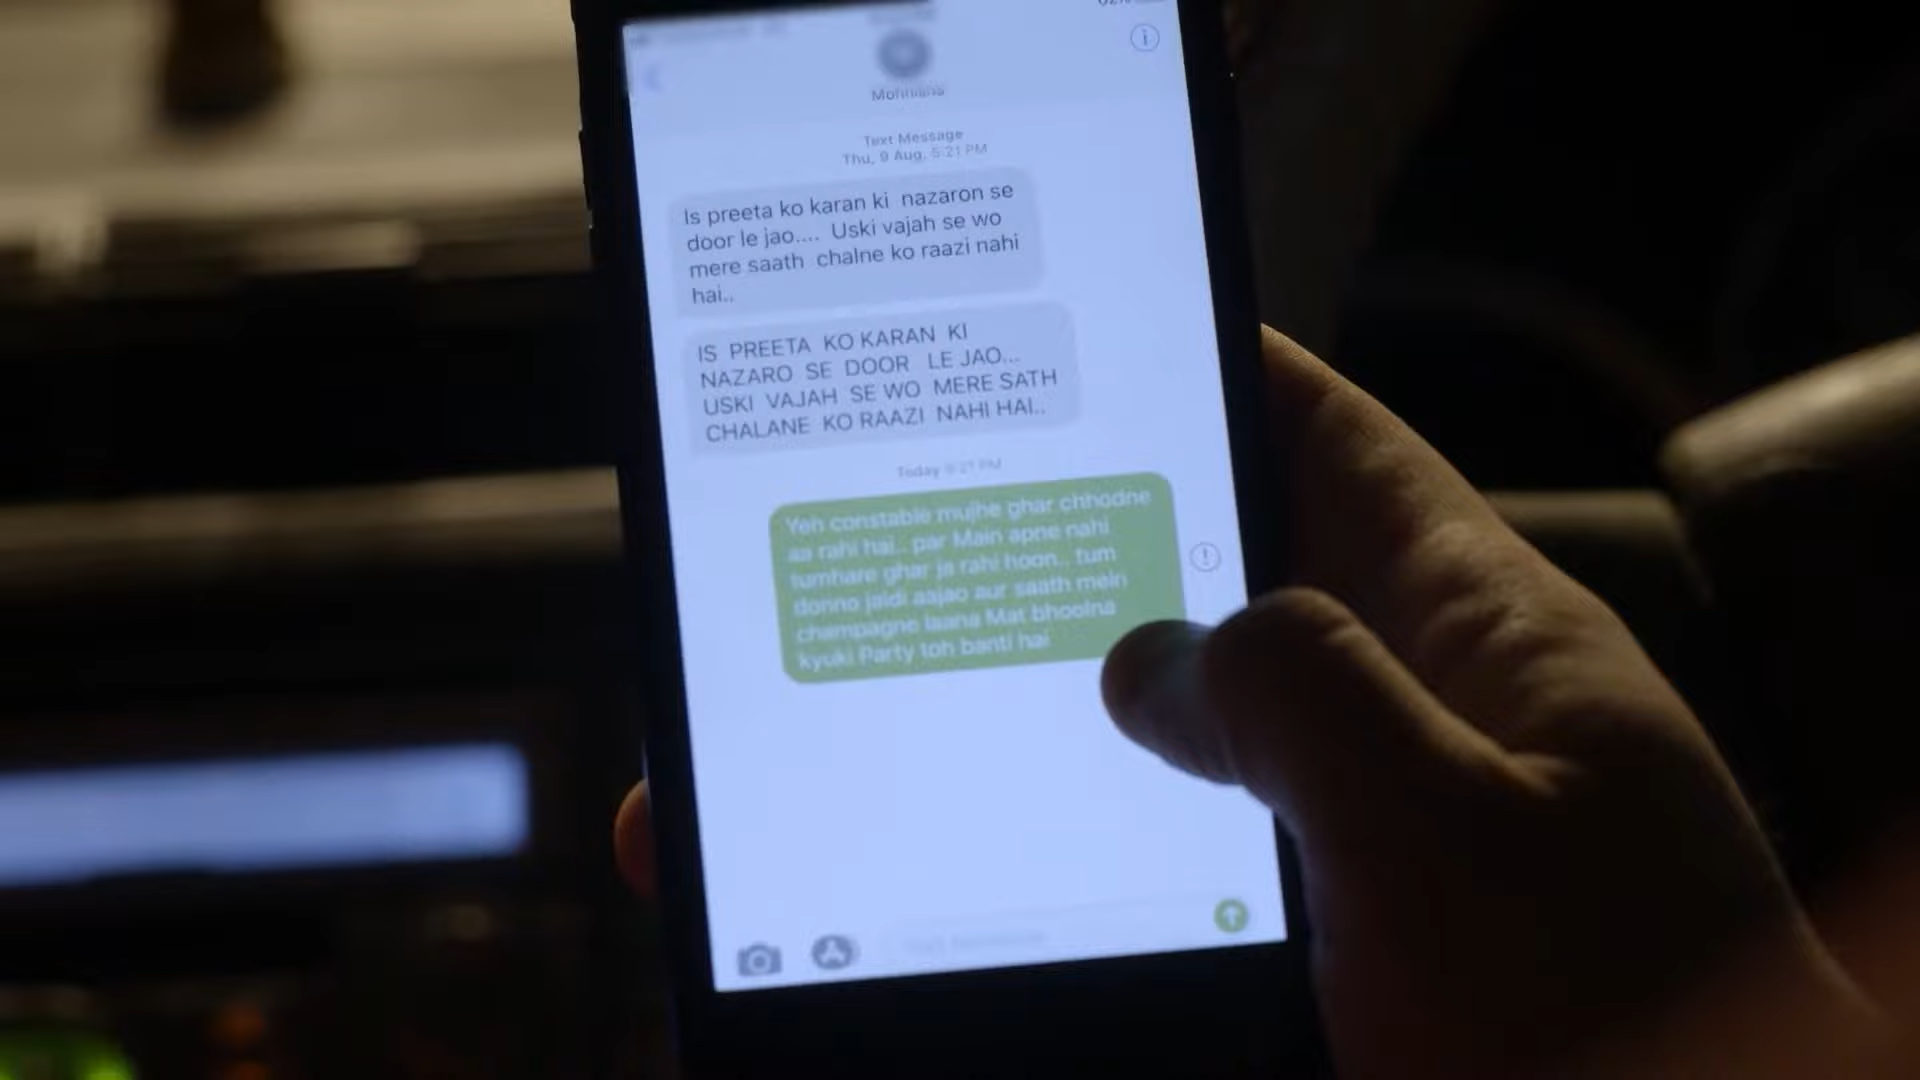 Text Message
Thu, 9 Aug, 5:21 PM
Is preeta ko karan ki nazaron se
door le jao.... Uski vajah se wo
mere saath chalne ko raazi nahi
hai..
IS PREETA KO KARAN KI
NAZARO SE DOOR LE JAO...
USKI VAJAH SE WO MERE SATH
CHALANE KO RAAZI NAHI HAI..
Today
Yeh constable mujhe ghar chhodne
aa rahi hai.. par Main apne nahi
tumhare ghar ja rahi hoon.. tum
donno jaldi aajao aur saath mein
champagne laana Mat bhoolna
kyuki Party toh banti hai